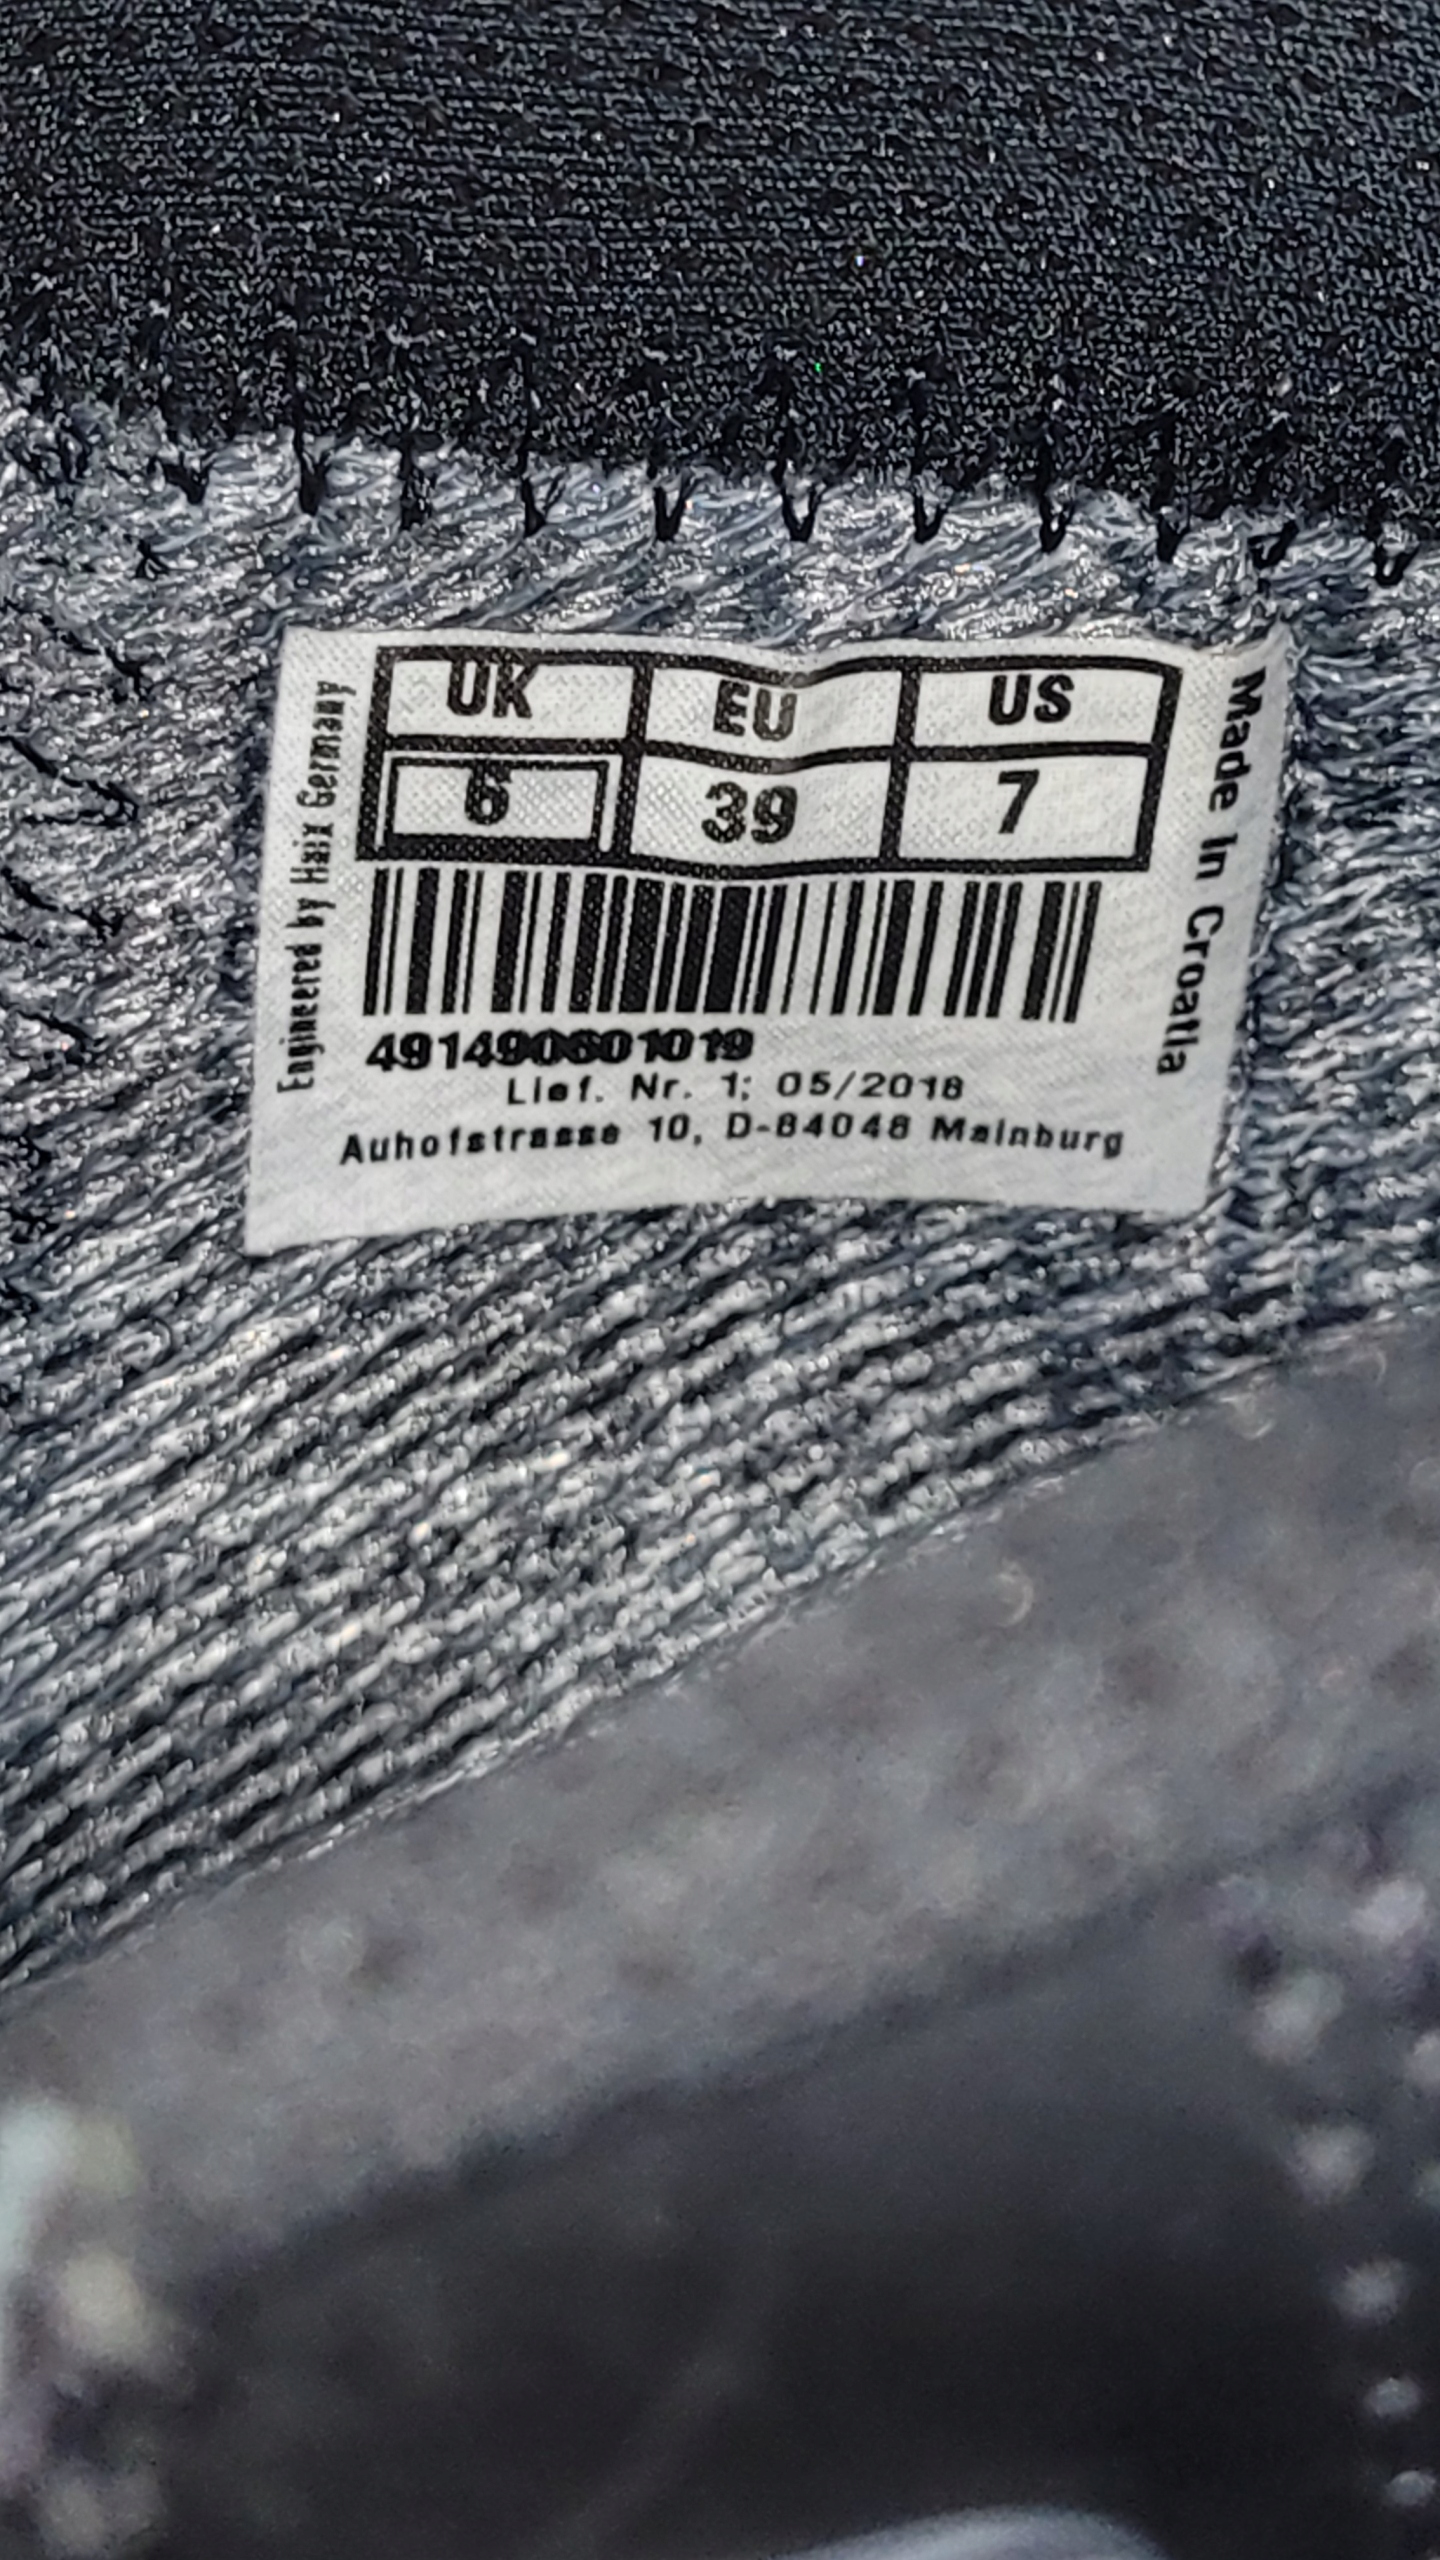 UK EU US
6 39 7
491490601019
Lief. Nr. 1; 05/2018
Auhofstrasse 10, D-84048 Mainburg
Engineered by Haix Germany
Made In Croatia